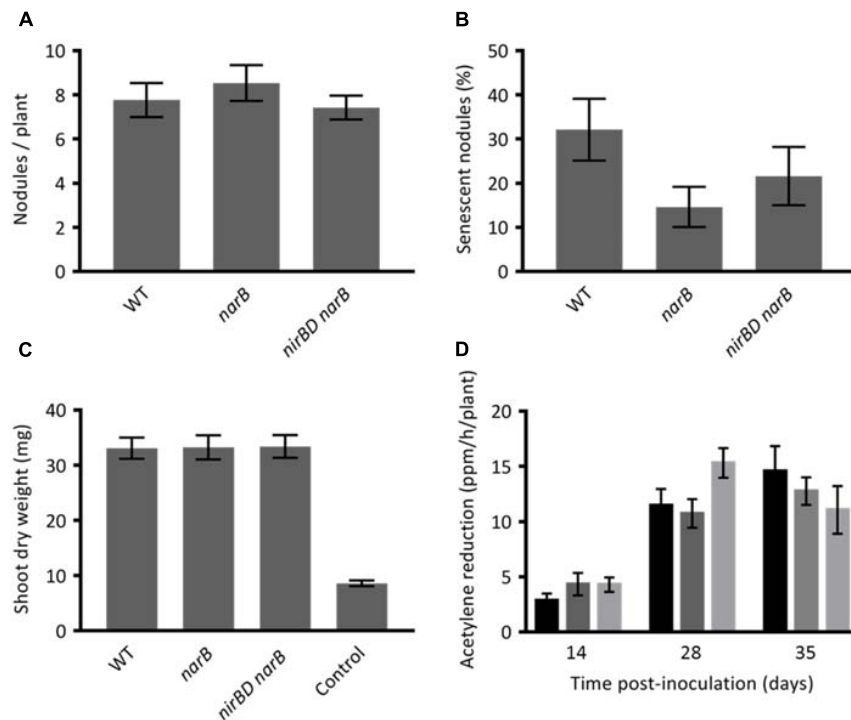 A
Nodules / plant
10
8
6
4
2
0
WT
narB
nirBD narB
B
Senescent nodules (%)
50
40
30
20
10
0
WT
narB
nirBD narB
C
Shoot dry weight (mg)
40
30
20
10
0
WT
narB
nirBD narB
Control
D
Acetylene reduction (ppm/h/plant)
20
15
10
5
0
14 28 35
Time post-inoculation (days)